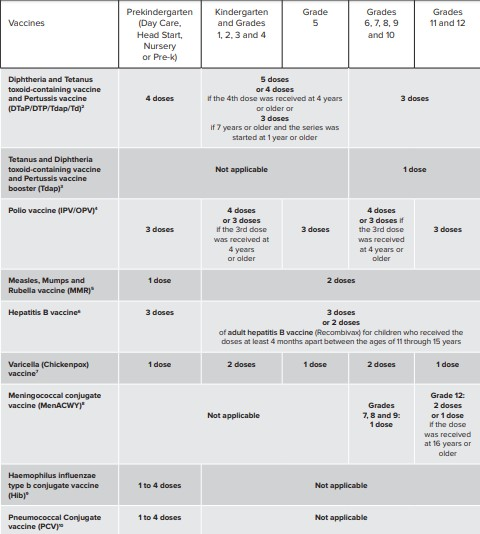 Vaccines
Prekindergarten
(Day Care,
Head Start,
Nursery
or Pre-k)
Kindergarten
and Grades
1, 2, 3 and 4
Grade
5
Grades
6, 7, 8, 9
and 10
Grades
11 and 12
Diphtheria and Tetanus
toxoid-containing vaccine
and Pertussis vaccine
(DTaP/DTP/Tdap/Td)²
4 doses
5 doses
or 4 doses
if the 4th dose was received at 4 years
or older or
3 doses
if 7 years or older and the series was
started at 1 year or older
3 doses
Tetanus and Diphtheria
toxoid-containing vaccine
and Pertussis vaccine
booster (Tdap)³
Not applicable
1 dose
Polio vaccine (IPV/OPV)⁴
3 doses
4 doses
or 3 doses
if the 3rd dose
was received at
4 years
or older
3 doses
4 doses
or 3 doses if
the 3rd dose
was received
at 4 years or
older
3 doses
Measles, Mumps and
Rubella vaccine (MMR)⁵
1 dose
2 doses
Hepatitis B vaccine⁶
3 doses
3 doses
or 2 doses
of adult hepatitis B vaccine (Recombivax) for children who received the
doses at least 4 months apart between the ages of 11 through 15 years
Varicella (Chickenpox)
vaccine⁷
1 dose
2 doses
1 dose
2 doses
1 dose
Meningococcal conjugate
vaccine (MenACWY)⁸
Not applicable
Grades
7, 8 and 9:
1 dose
Grade 12:
2 doses
or 1 dose
if the dose
was received
at 16 years or
older
Haemophilus influenzae
type b conjugate vaccine
(Hib)⁹
1 to 4 doses
Not applicable
Pneumococcal Conjugate
vaccine (PCV)¹⁰
1 to 4 doses
Not applicable